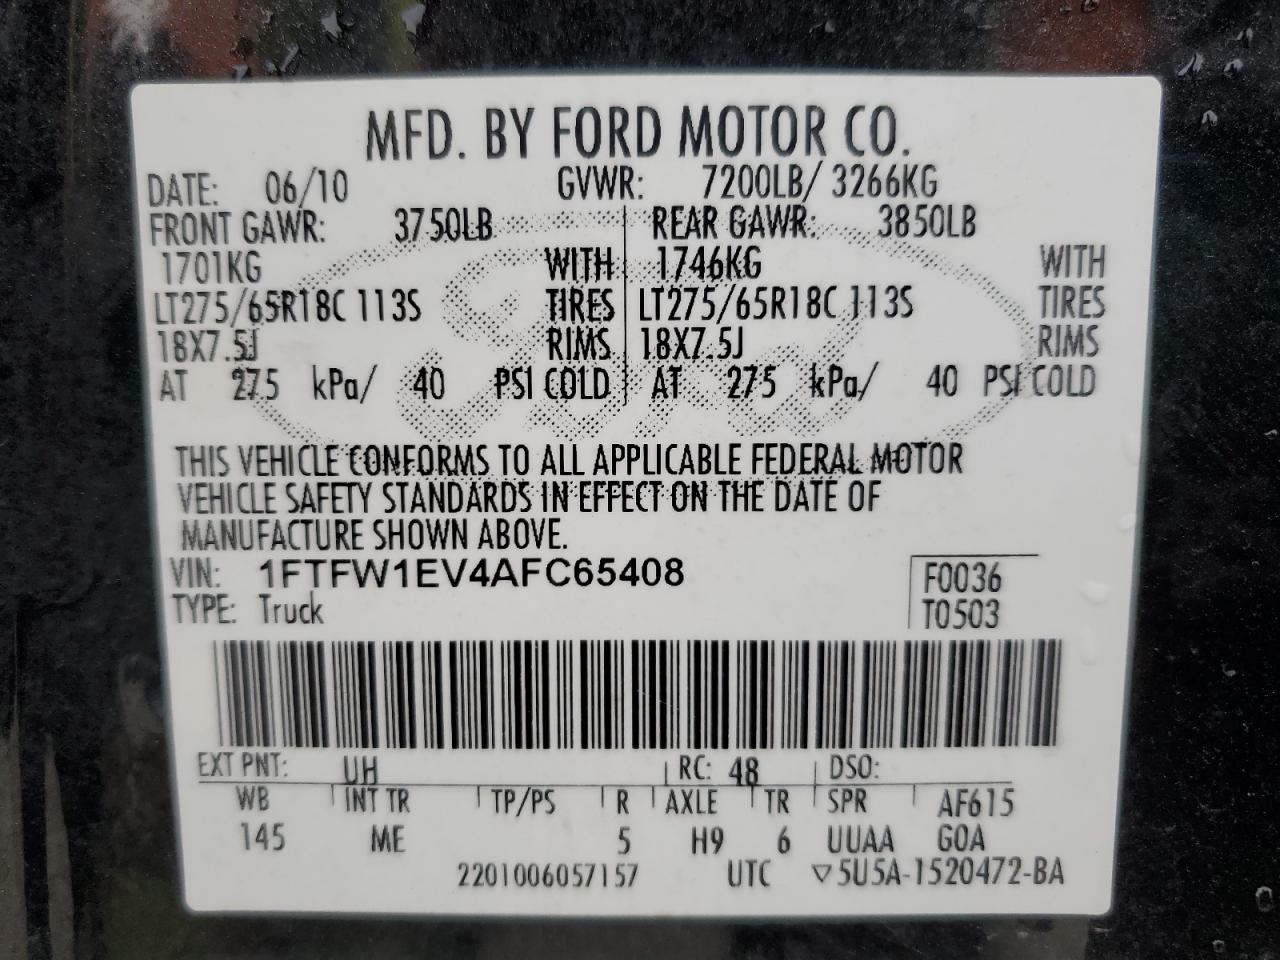 MFD. BY FORD MOTOR CO.
DATE: 06/10 GVWR: 7200LB/ 3266KG
FRONT GAWR: 3750LB REAR GAWR: 3850LB
1701KG WITH 1746KG WITH
LT275/65R18C 113S TIRES LT275/65R18C 113S TIRES
18X7.5J RIMS 18X7.5J RIMS
AT 275 kPa/ 40 PSI COLD AT 275 kPa/ 40 PSI COLD
THIS VEHICLE CONFORMS TO ALL APPLICABLE FEDERAL MOTOR
VEHICLE SAFETY STANDARDS IN EFFECT ON THE DATE OF
MANUFACTURE SHOWN ABOVE.
VIN: 1FTFW1EV4AFC65408 F0036
TYPE: Truck T0503
EXT PNT: UH RC: 48 DSO:
WB INT TR TP/PS R AXLE TR SPR AF615
145 ME 5 H9 6 UUAA GOA
2201006057157 UTC ▽5U5A-1520472-BA